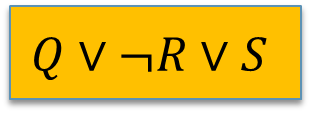 Q ∨ ¬R ∨ S